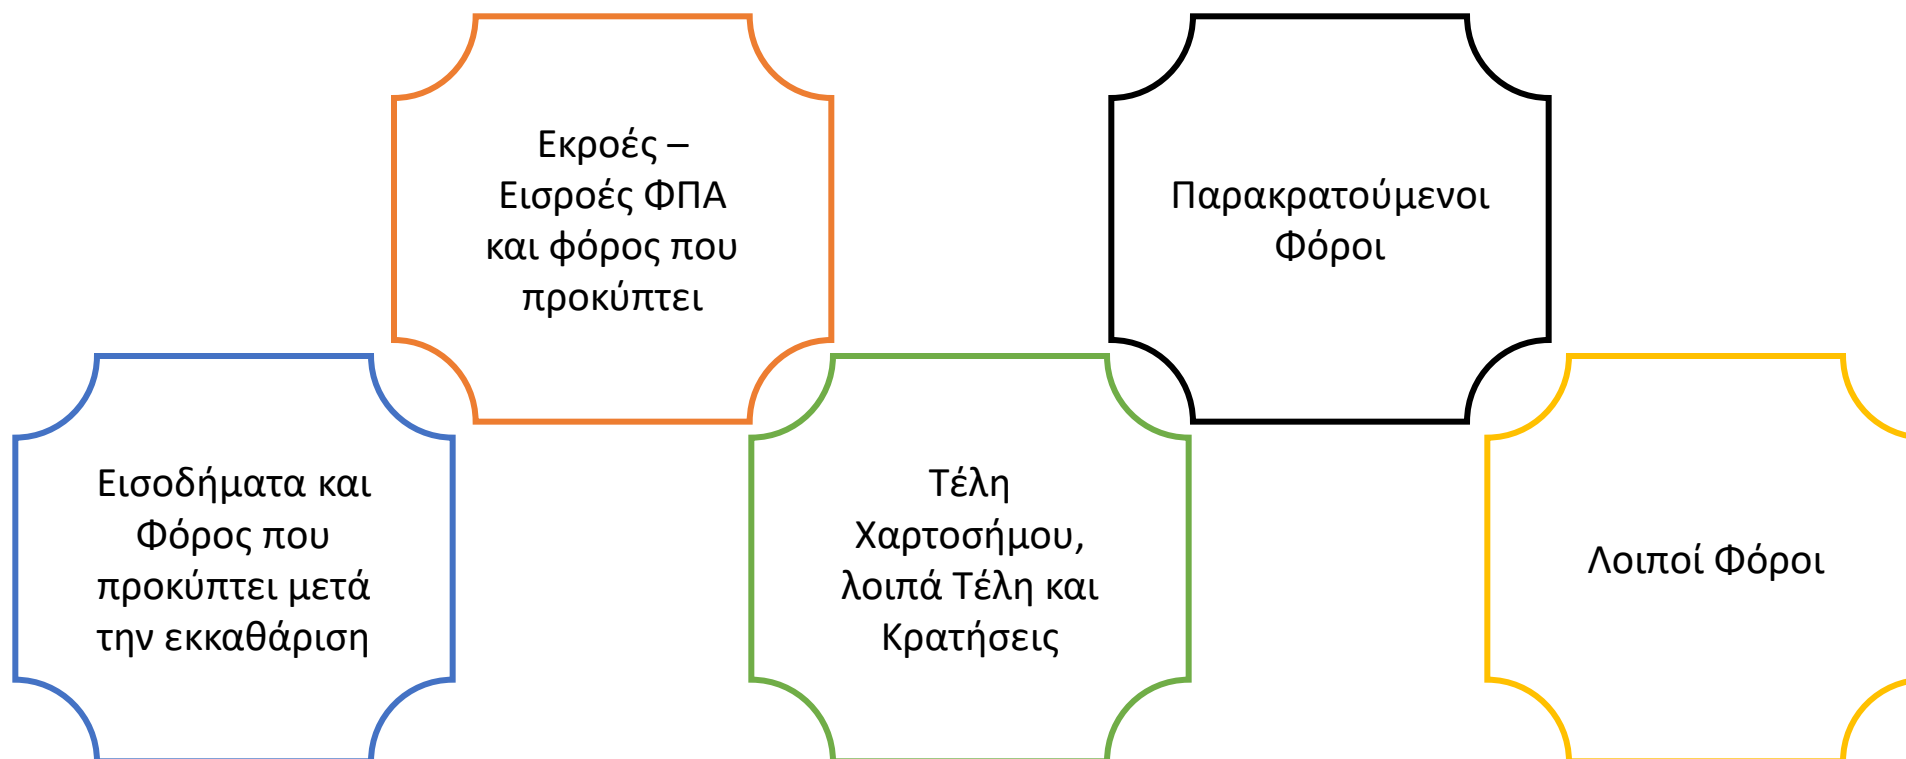 Εκροές –
Εισροές ΦΠΑ
και φόρος που
προκύπτει
Παρακρατούμενοι
Φόροι
Εισοδήματα και
Φόρος που
προκύπτει μετά
την εκκαθάριση
Τέλη
Χαρτοσήμου,
λοιπά Τέλη και
Κρατήσεις
Λοιποί Φόροι